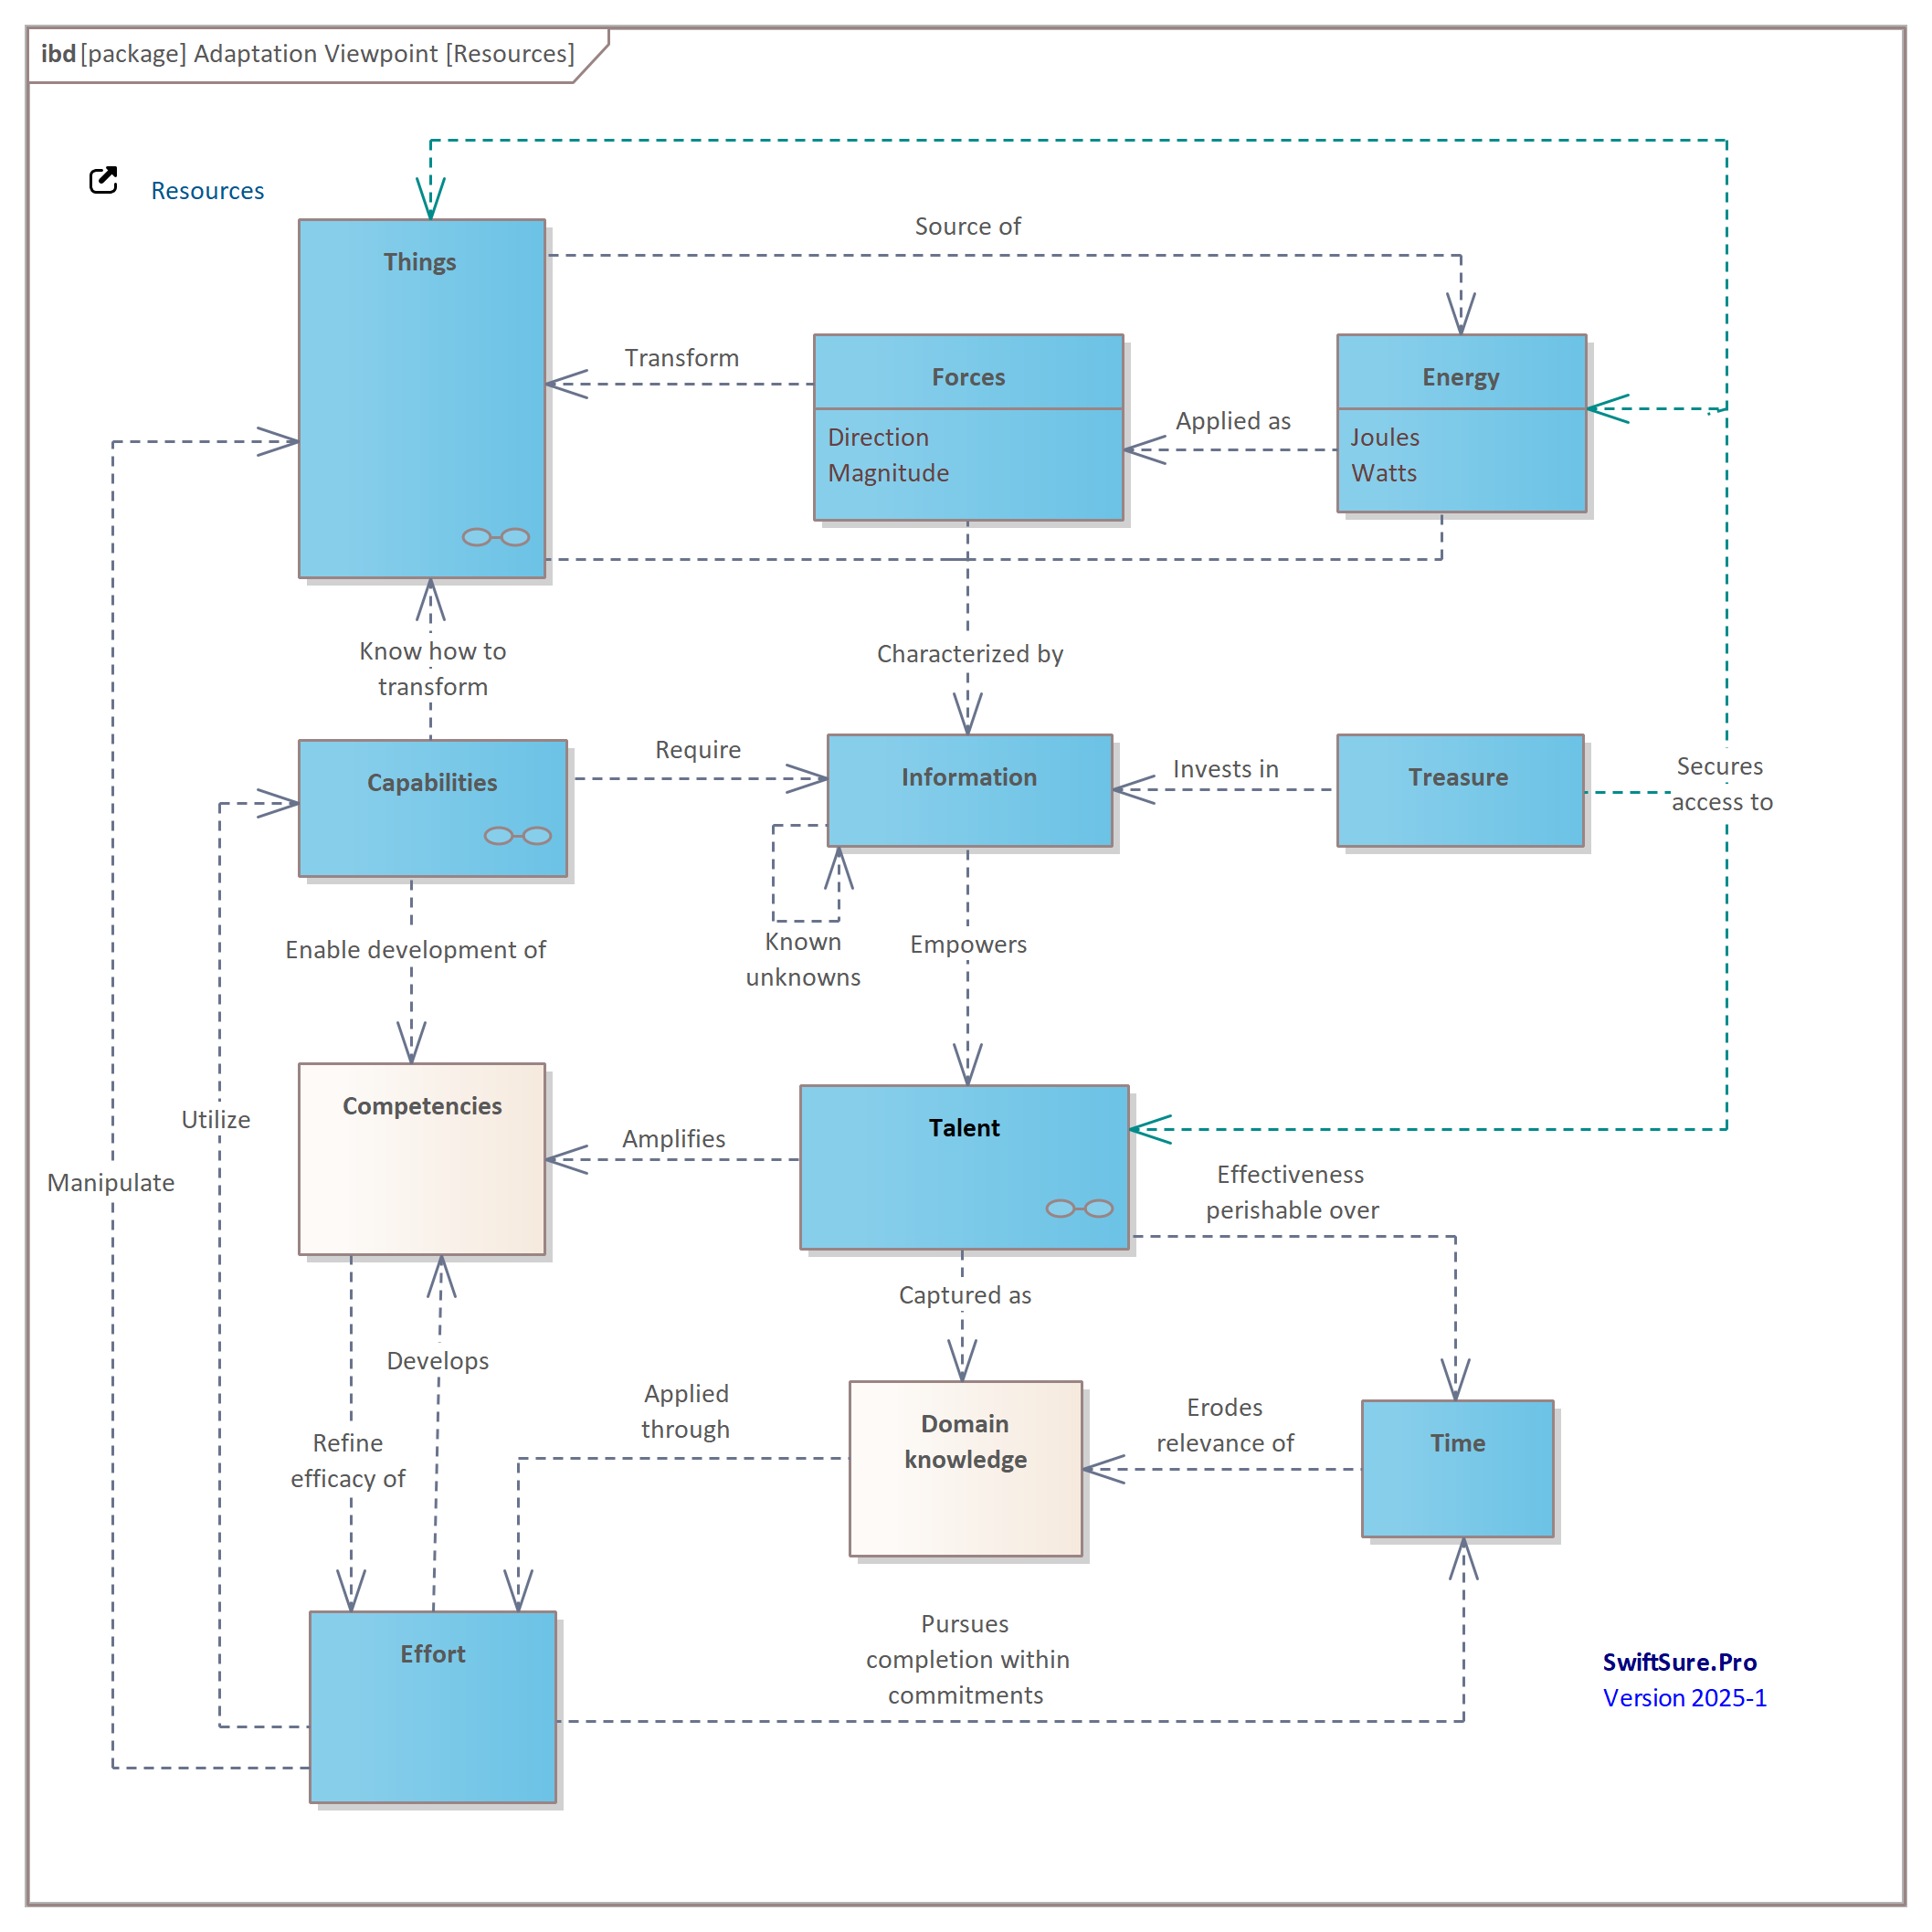 ibd [package] Adaptation Viewpoint [Resources]
Resources
Things
Source of
Transform
Forces
Direction
Magnitude
Applied as
Energy
Joules
Watts
Know how to
transform
Characterized by
Capabilities
Require
Information
Invests in
Treasure
Secures
access to
Enable development of
Known
unknowns
Empowers
Competencies
Utilize
Manipulate
Amplifies
Talent
Effectiveness
perishable over
Captured as
Develops
Refine
efficacy of
Applied
through
Domain
knowledge
Erodes
relevance of
Time
Effort
Pursues
completion within
commitments
SwiftSure.Pro
Version 2025-1